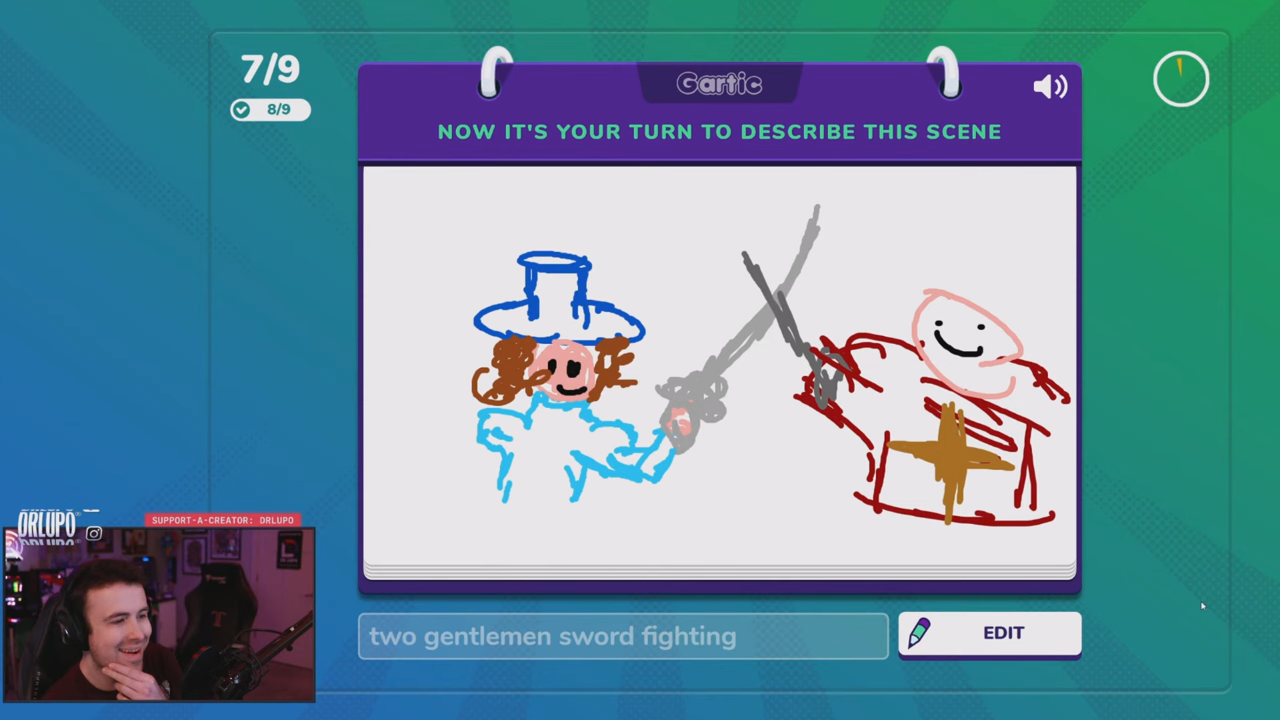 7/9
8/9
Gartic
NOW IT'S YOUR TURN TO DESCRIBE THIS SCENE
two gentlemen sword fighting
EDIT
DRLUPO
SUPPORT-A-CREATOR: DRLUPO